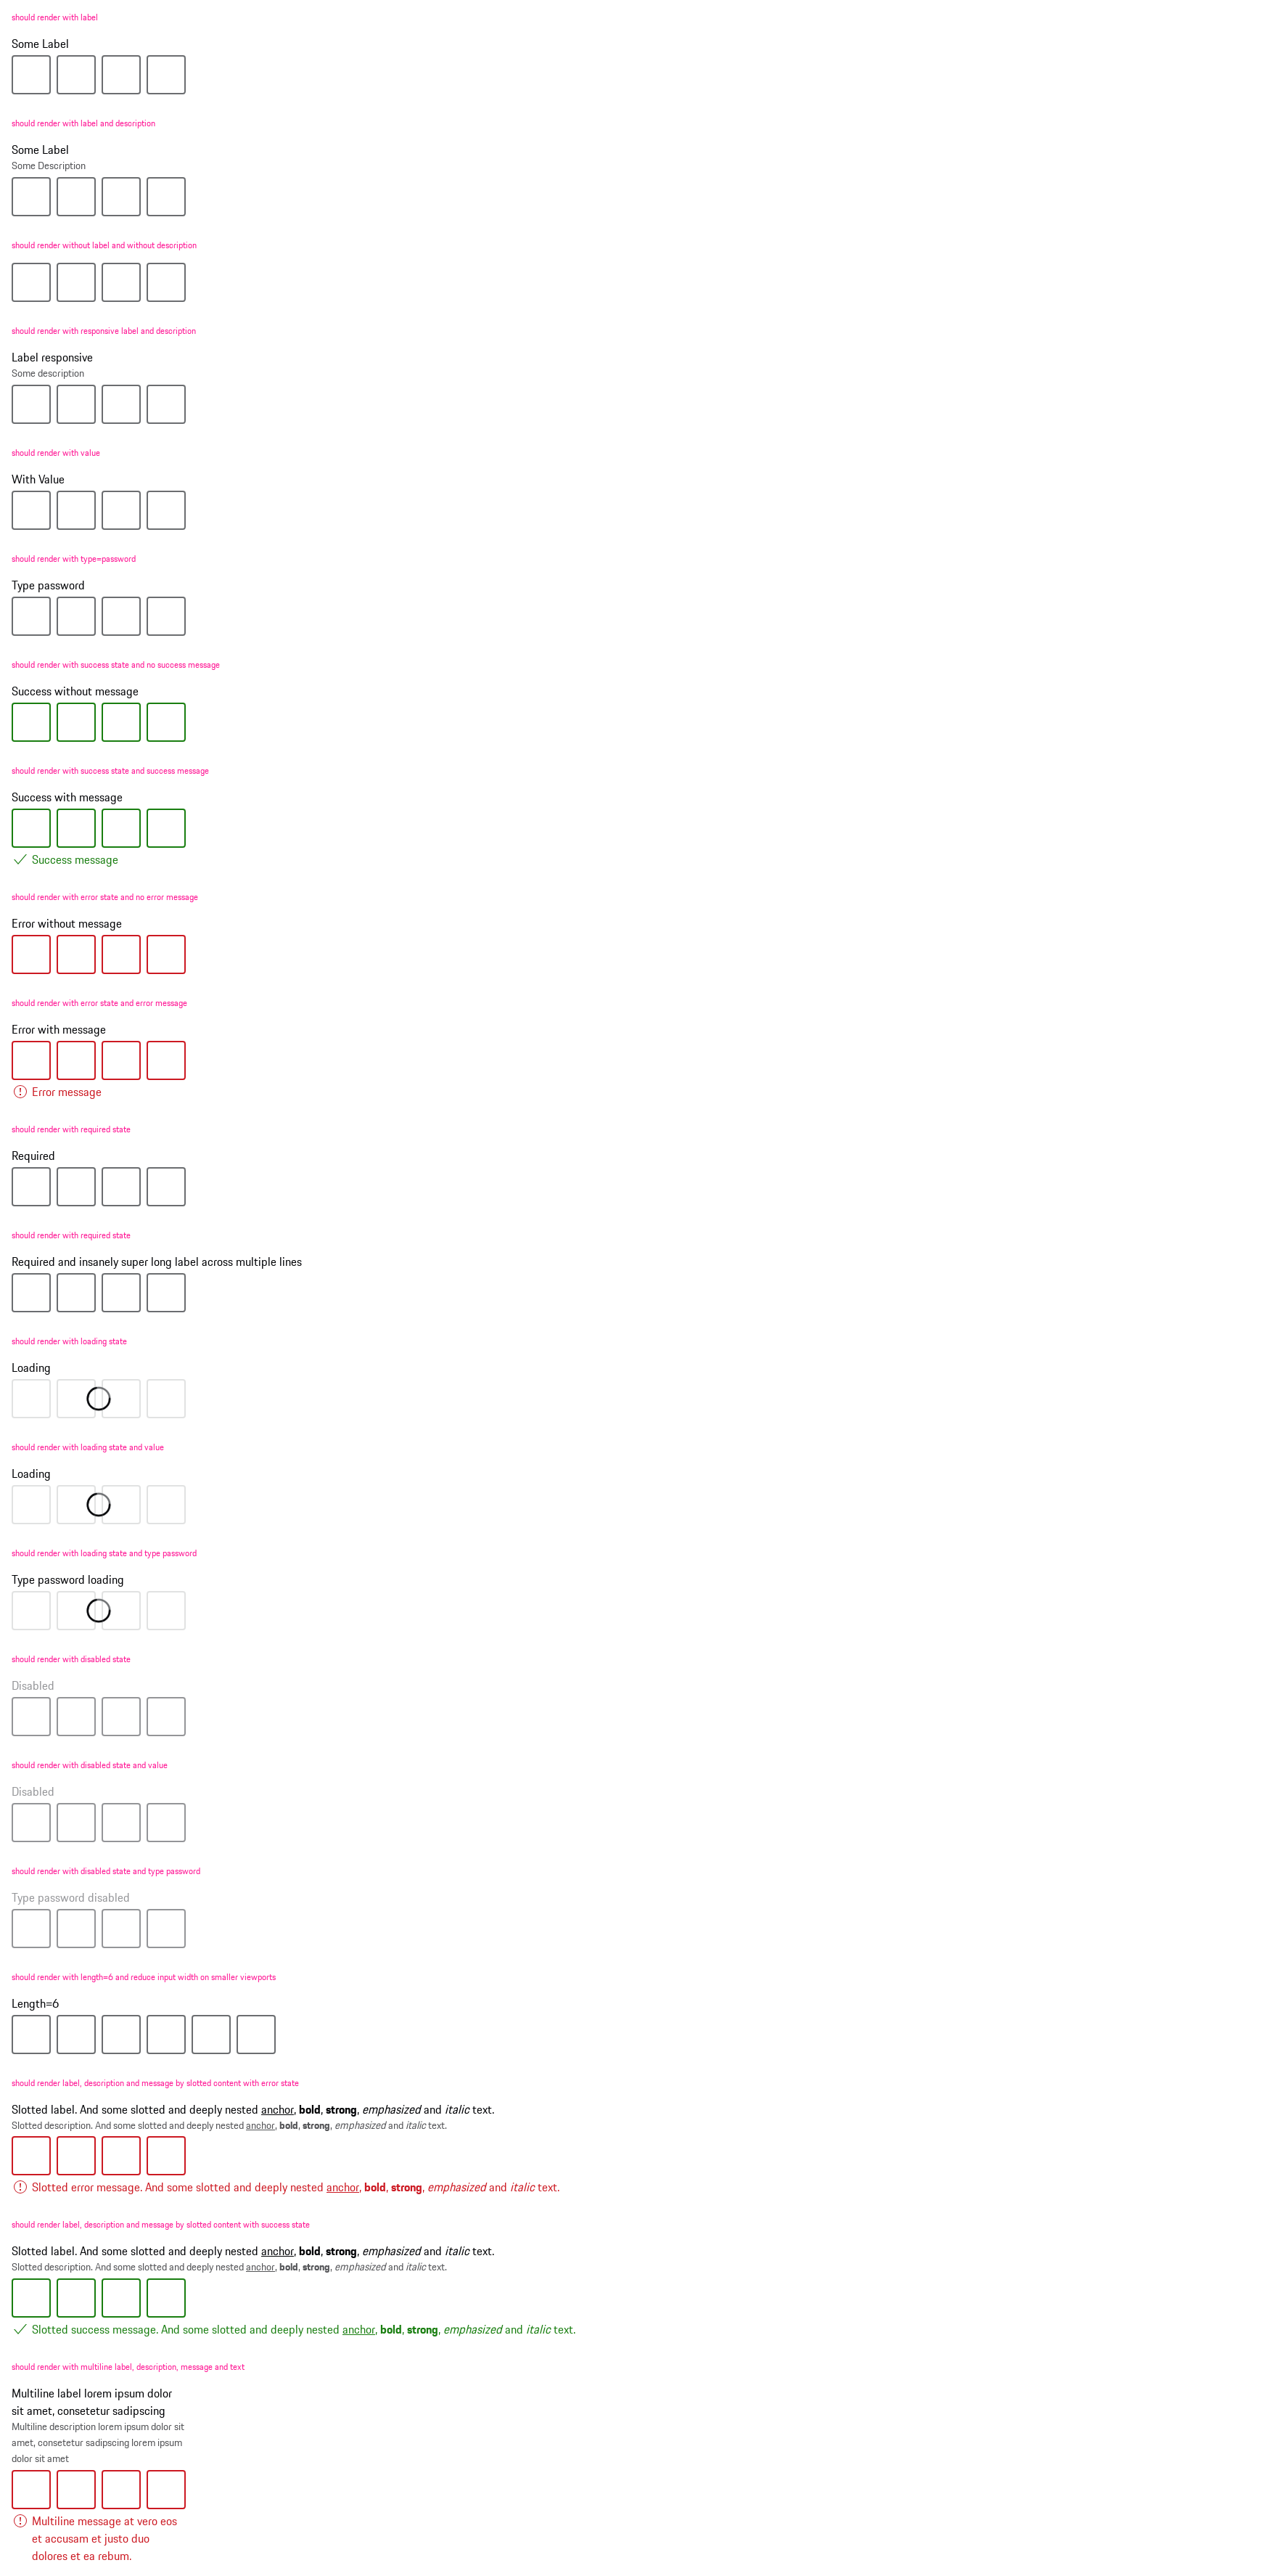 should render with label
Some Label
should render with label and description
Some Label
Some Description
should render without label and without description
should render with responsive label and description
Label responsive
Some description
should render with value
With Value
should render with type=password
Type password
should render with success state and no success message
Success without message
should render with success state and success message
Success with message
Success message
should render with error state and no error message
Error without message
should render with error state and error message
Error with message
Error message
should render with required state
Required
should render with required state
Required and insanely super long label across multiple lines
should render with loading state
Loading
should render with loading state and value
Loading
should render with loading state and type password
Type password loading
should render with disabled state
Disabled
should render with disabled state and value
Disabled
should render with disabled state and type password
Type password disabled
should render with length=6 and reduce input width on smaller viewports
Length=6
should render label, description and message by slotted content with error state
Slotted label. And some slotted and deeply nested anchor, bold, strong, emphasized and italic text.
Slotted description. And some slotted and deeply nested anchor, bold, strong, emphasized and italic text.
Slotted error message. And some slotted and deeply nested anchor, bold, strong, emphasized and italic text.
should render label, description and message by slotted content with success state
Slotted label. And some slotted and deeply nested anchor, bold, strong, emphasized and italic text.
Slotted description. And some slotted and deeply nested anchor, bold, strong, emphasized and italic text.
Slotted success message. And some slotted and deeply nested anchor, bold, strong, emphasized and italic text.
should render with multiline label, description, message and text
Multiline label lorem ipsum dolor
sit amet, consetetur sadipscing
Multiline description lorem ipsum dolor sit
amet, consetetur sadipscing lorem ipsum
dolor sit amet
Multiline message at vero eos
et accusam et justo duo
dolores et ea rebum.